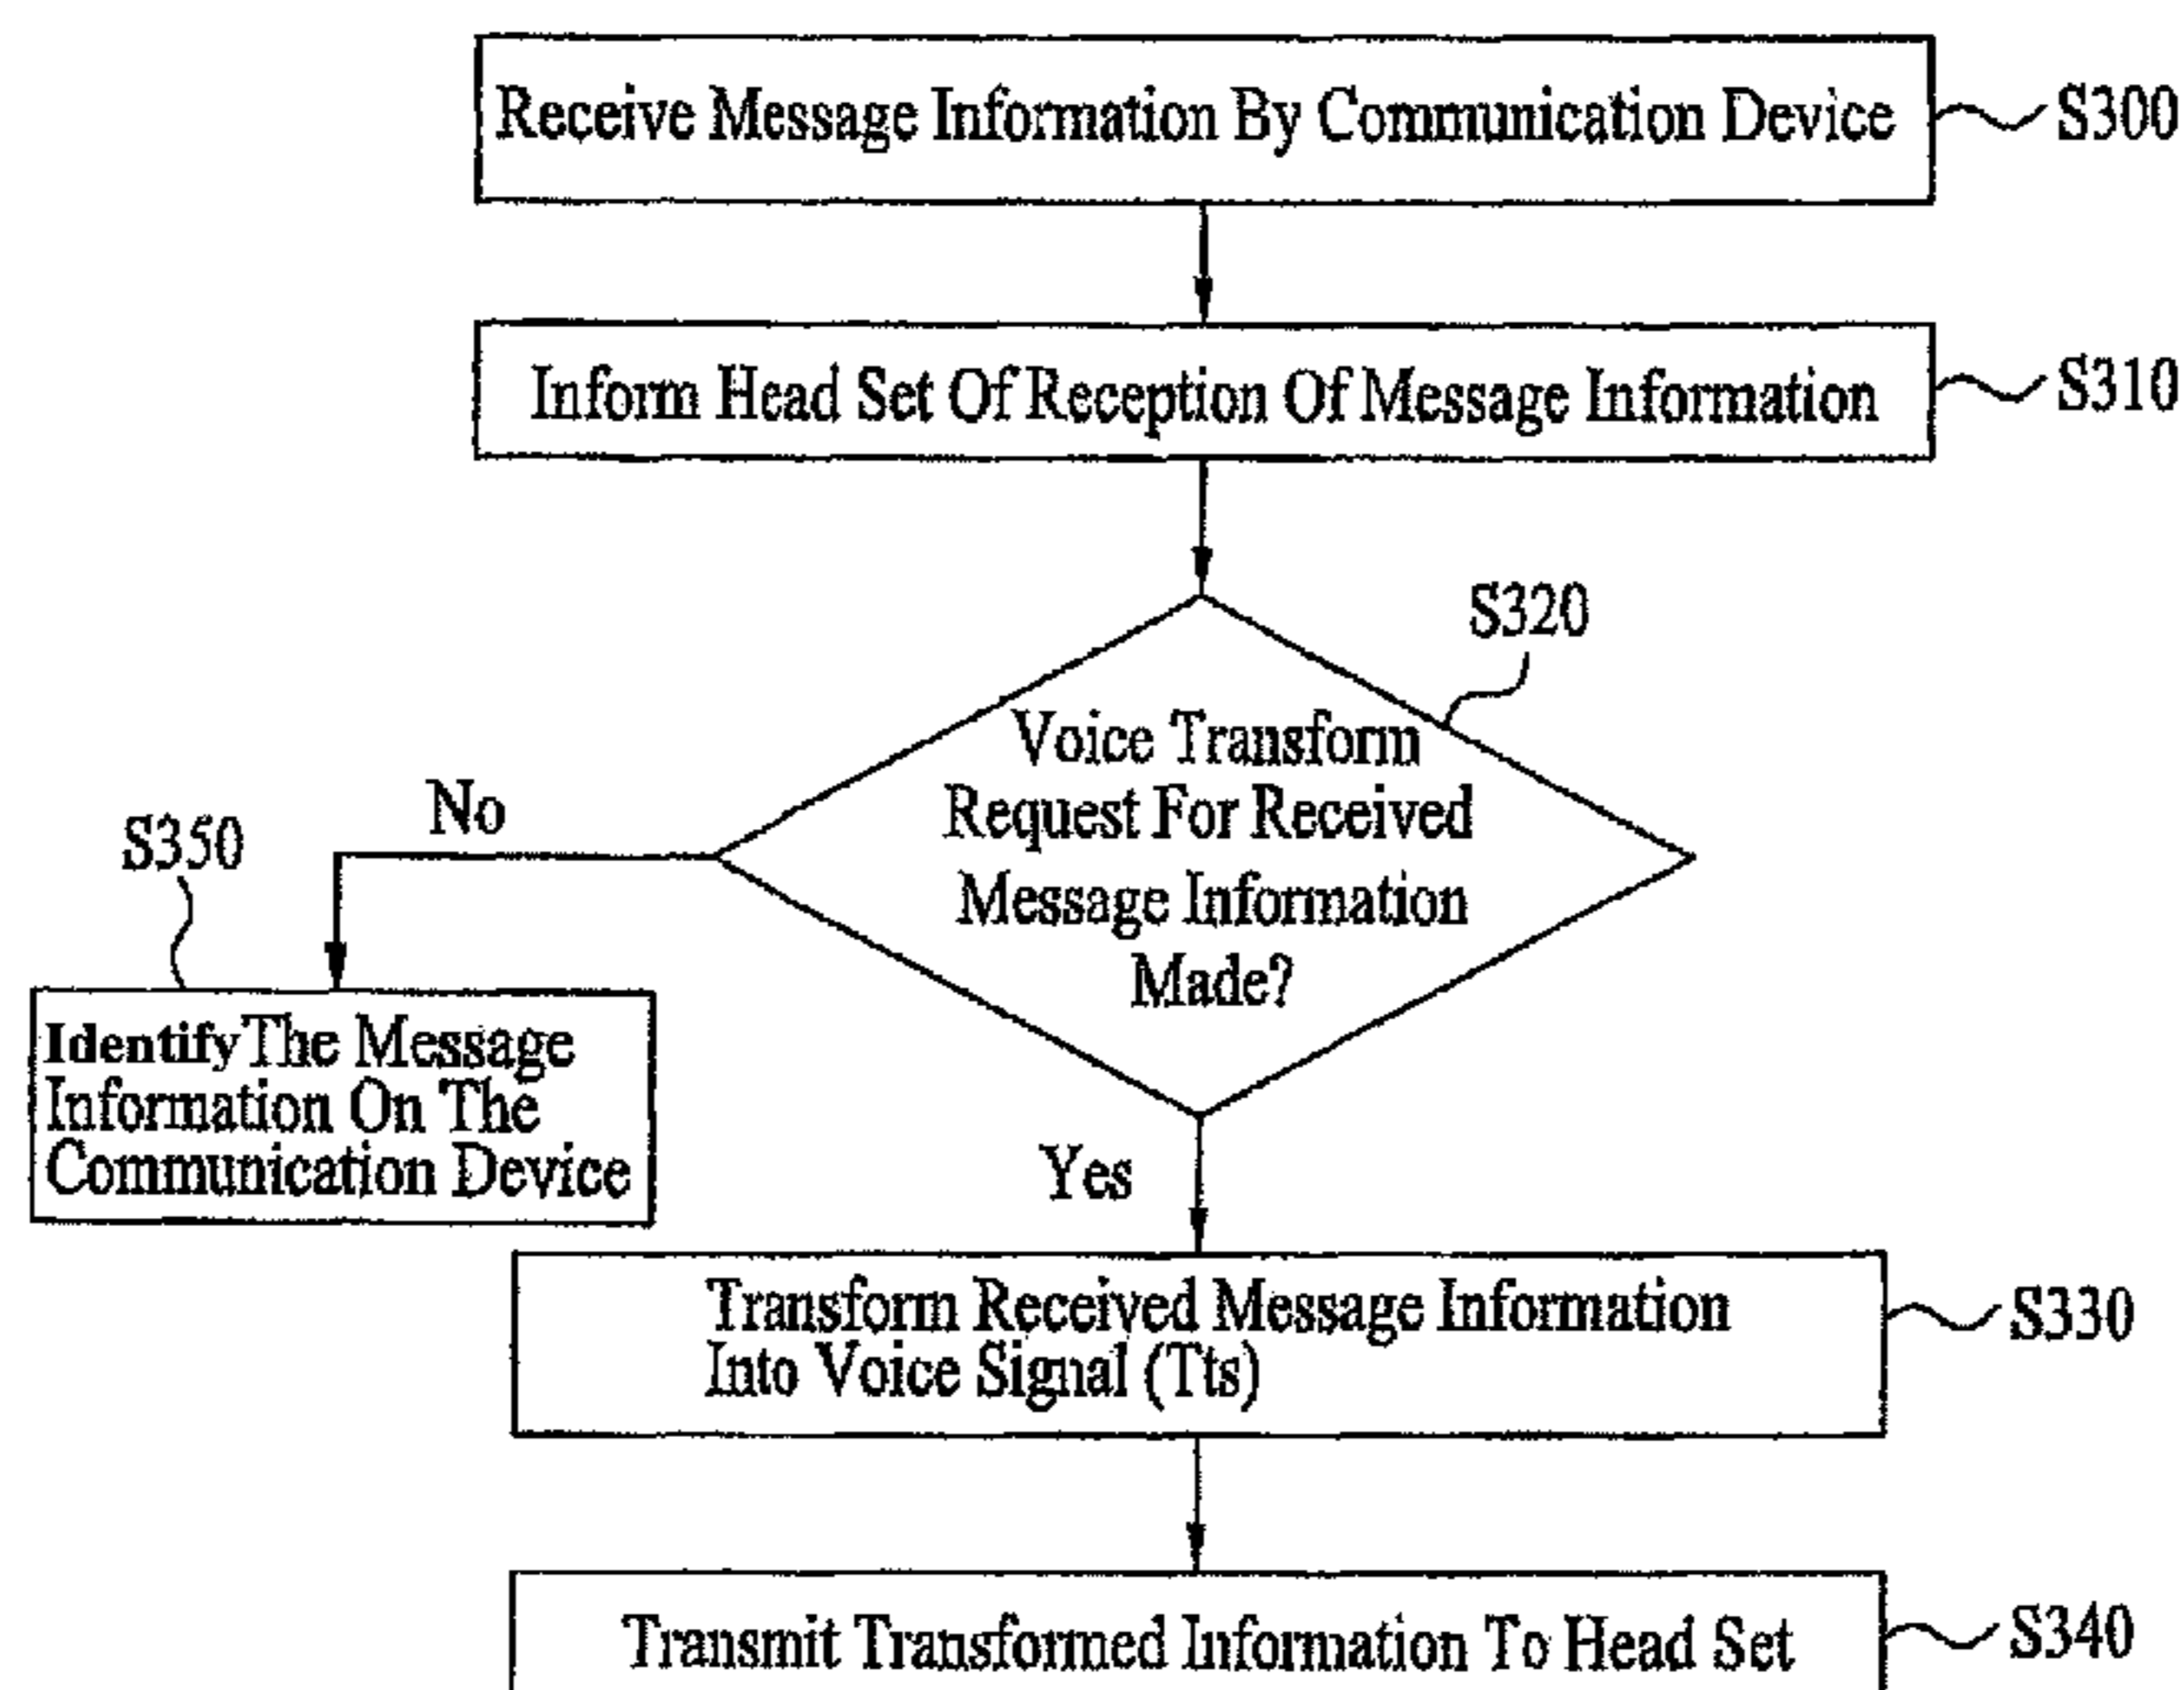 Receive Message Information By Communication Device
S300
Inform Head Set Of Reception Of Message Information
S310
S320
Voice Transform
Request For Received
Message Information
Made?
No
S350
Identify The Message
Information On The
Communication Device
Yes
Transform Received Message Information
Into Voice Signal (Tts)
S330
Transmit Transformed Information To Head Set
S340